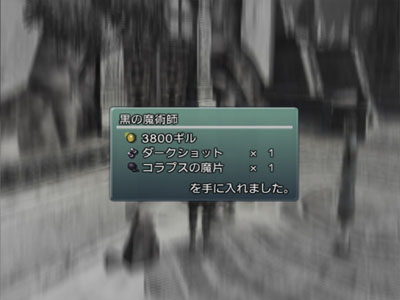 黒の魔術師
3800ギル
ダークショット × 1
コラプスの魔片 × 1
を手に入れました。